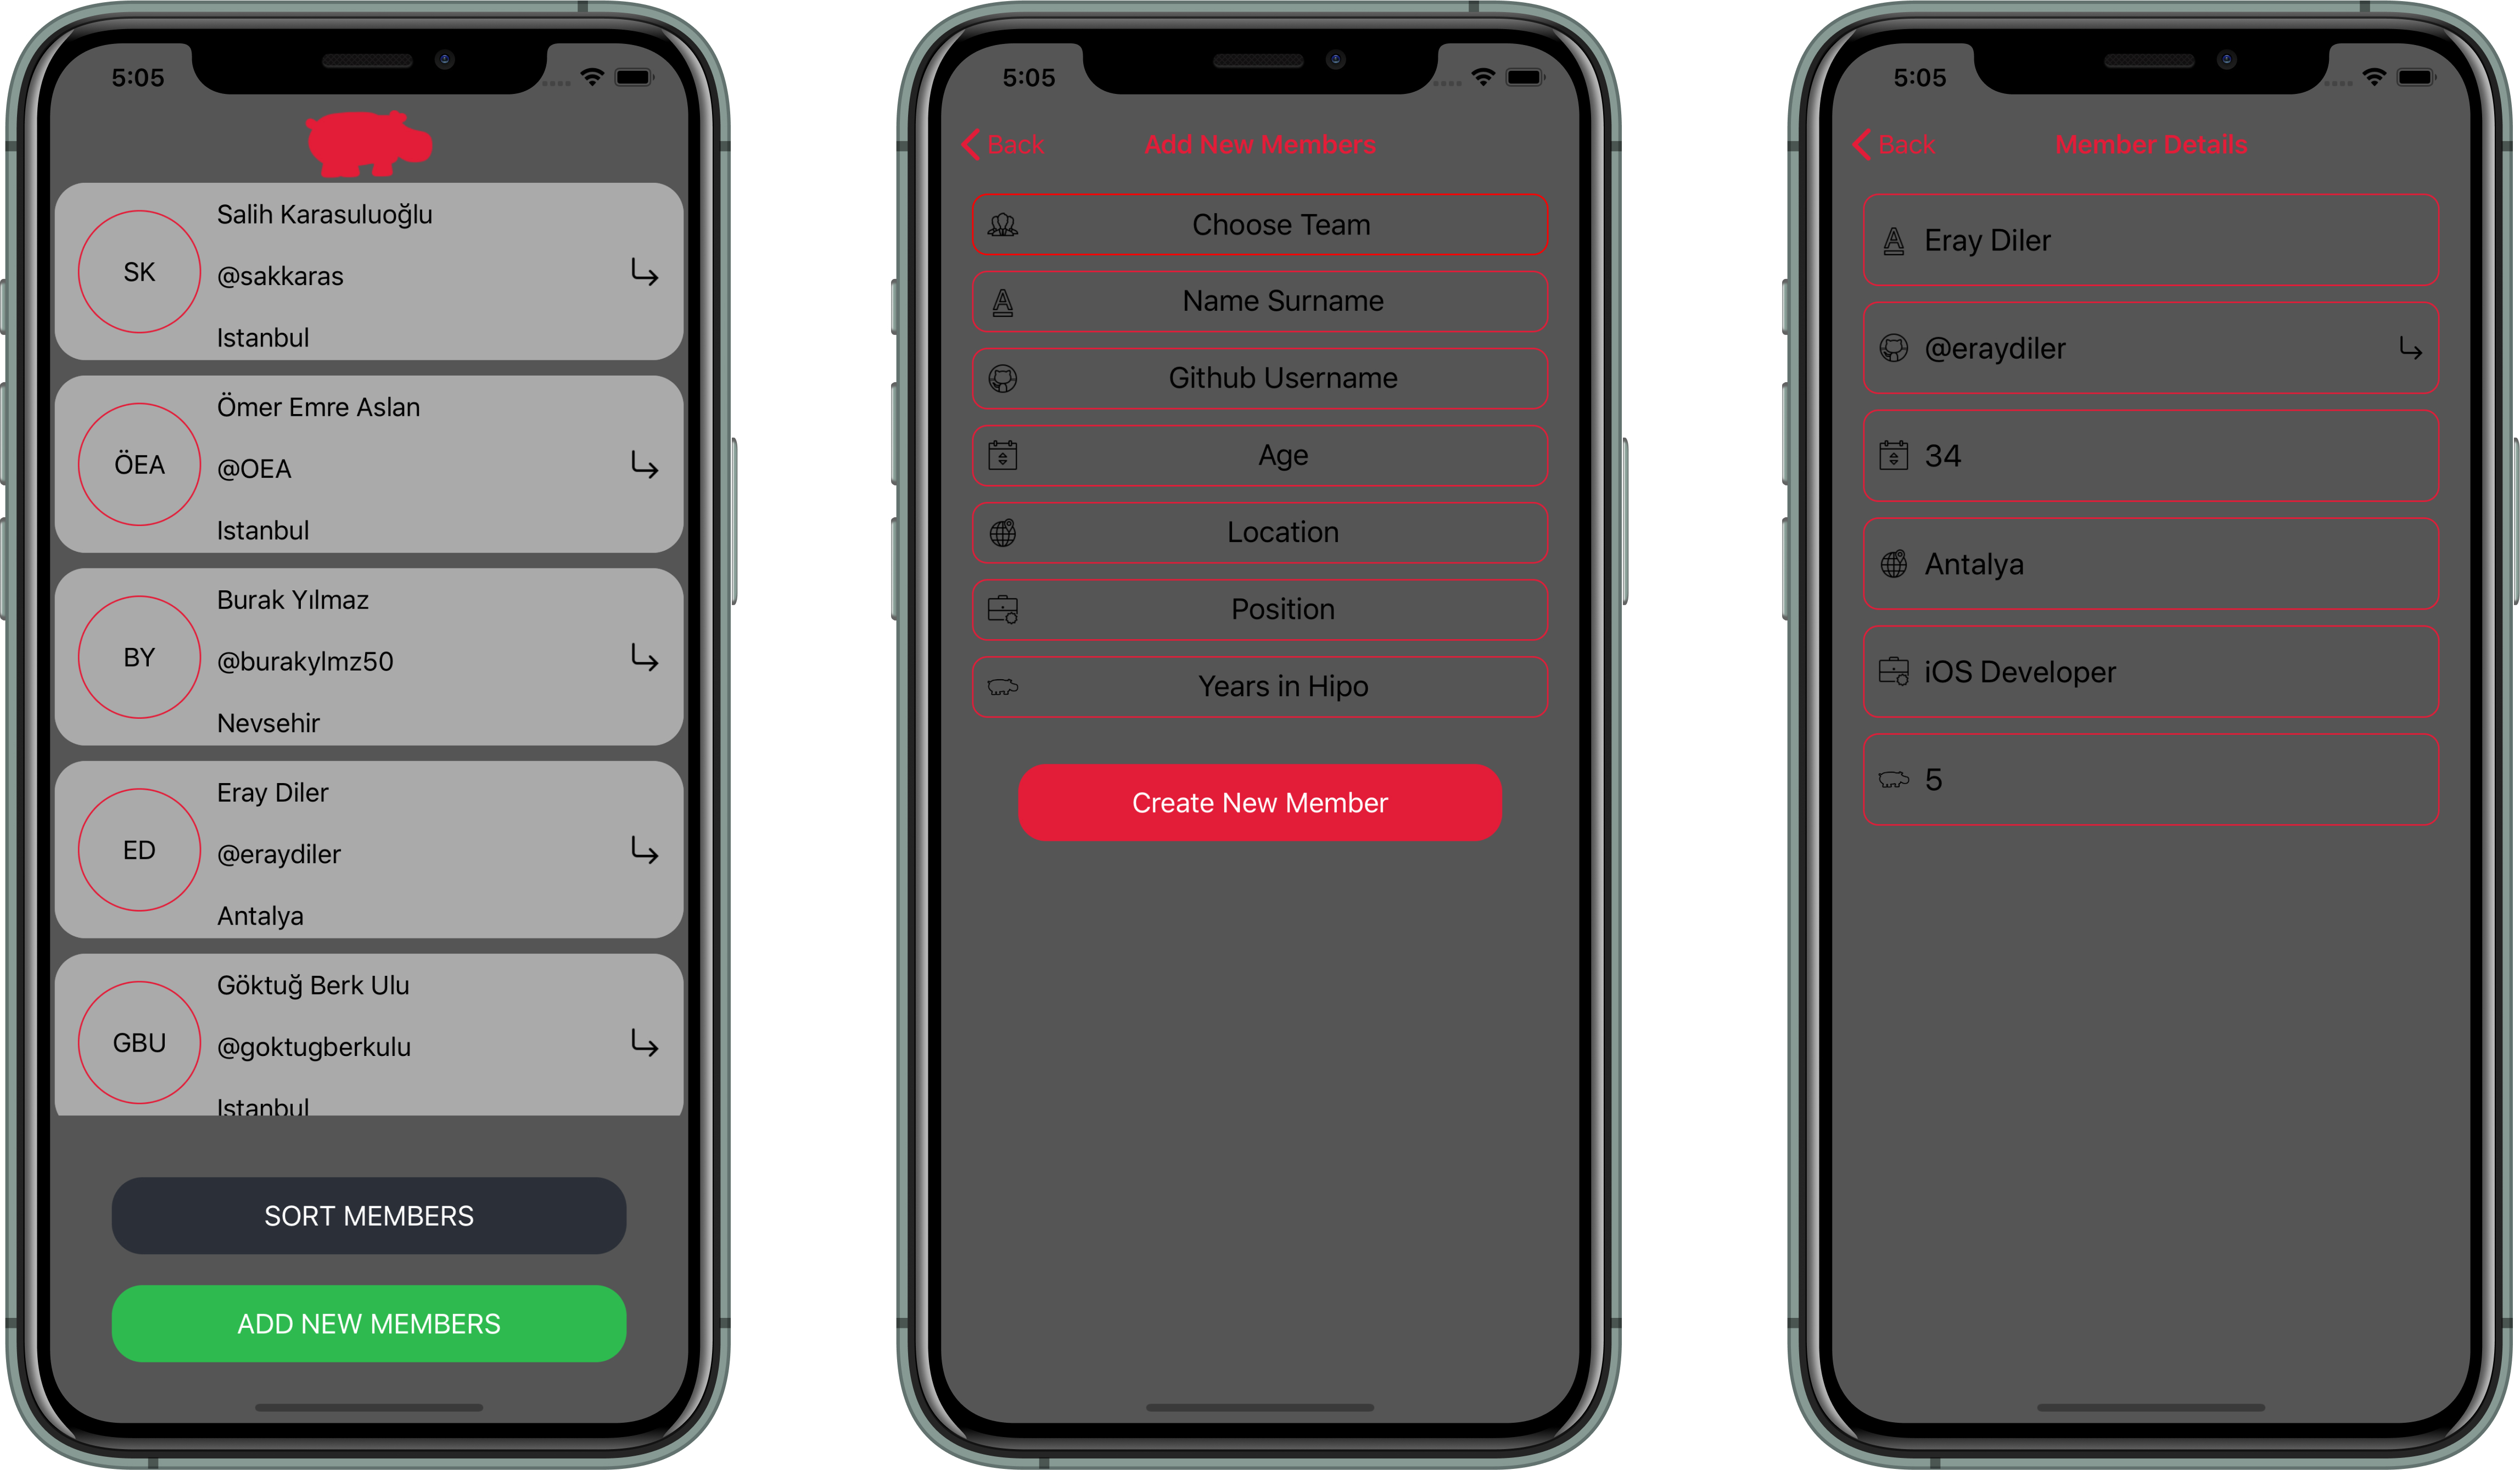 5:05
SK
Salih Karasuluoğlu
@sakkaras
Istanbul
ÖEA
Ömer Emre Aslan
@OEA
Istanbul
BY
Burak Yılmaz
@burakylmz50
Nevsehir
ED
Eray Diler
@eraydiler
Antalya
GBU
Göktuğ Berk Ulu
@goktugberkulu
Istanbul
SORT MEMBERS
ADD NEW MEMBERS
5:05
Back
Add New Members
Choose Team
Name Surname
Github Username
Age
Location
Position
Years in Hipo
Create New Member
5:05
Back
Member Details
Eray Diler
@eraydiler
34
Antalya
iOS Developer
5